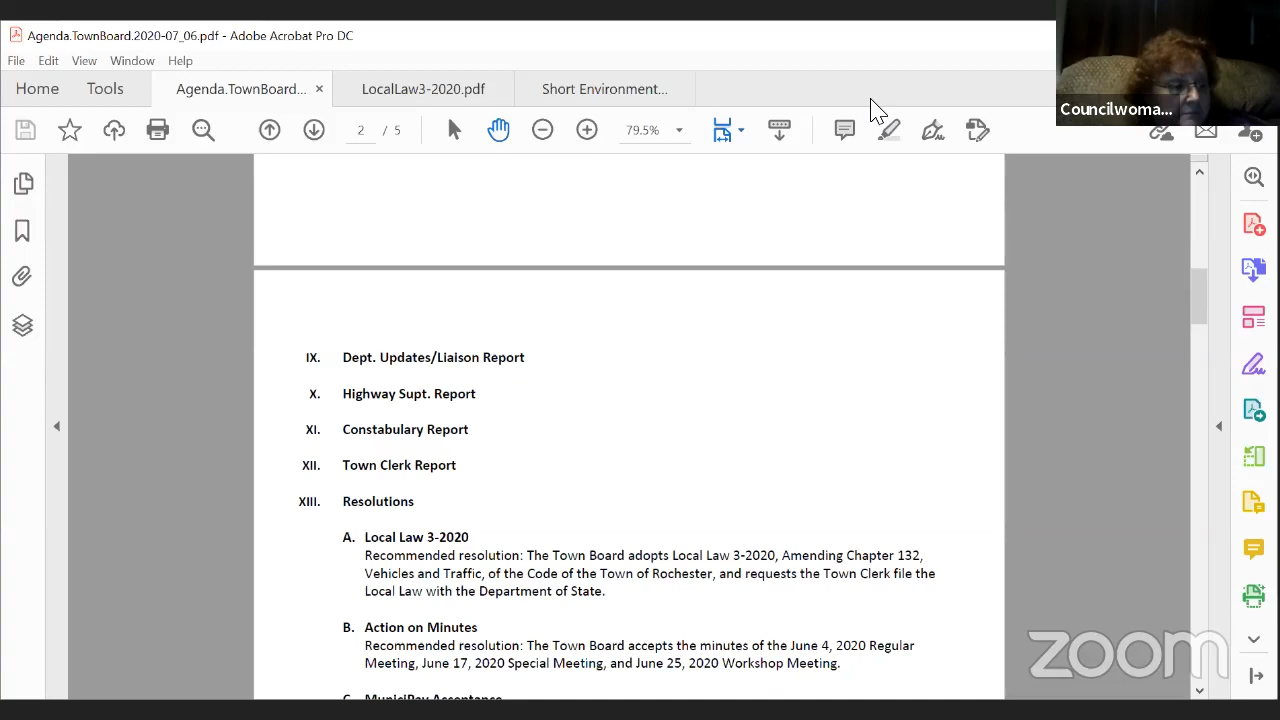 Agenda.TownBoard.2020-07_06.pdf - Adobe Acrobat Pro DC
File Edit View Window Help
Home Tools Agenda.TownBoard... × LocalLaw3-2020.pdf Short Environment...
Councilwoma...
2 / 5 79.5%
IX. Dept. Updates/Liaison Report
X. Highway Supt. Report
XI. Constabulary Report
XII. Town Clerk Report
XIII. Resolutions
A. Local Law 3-2020
Recommended resolution: The Town Board adopts Local Law 3-2020, Amending Chapter 132,
Vehicles and Traffic, of the Code of the Town of Rochester, and requests the Town Clerk file the
Local Law with the Department of State.
B. Action on Minutes
Recommended resolution: The Town Board accepts the minutes of the June 4, 2020 Regular
Meeting, June 17, 2020 Special Meeting, and June 25, 2020 Workshop Meeting.
C. MuniciPay Acceptance
zoom